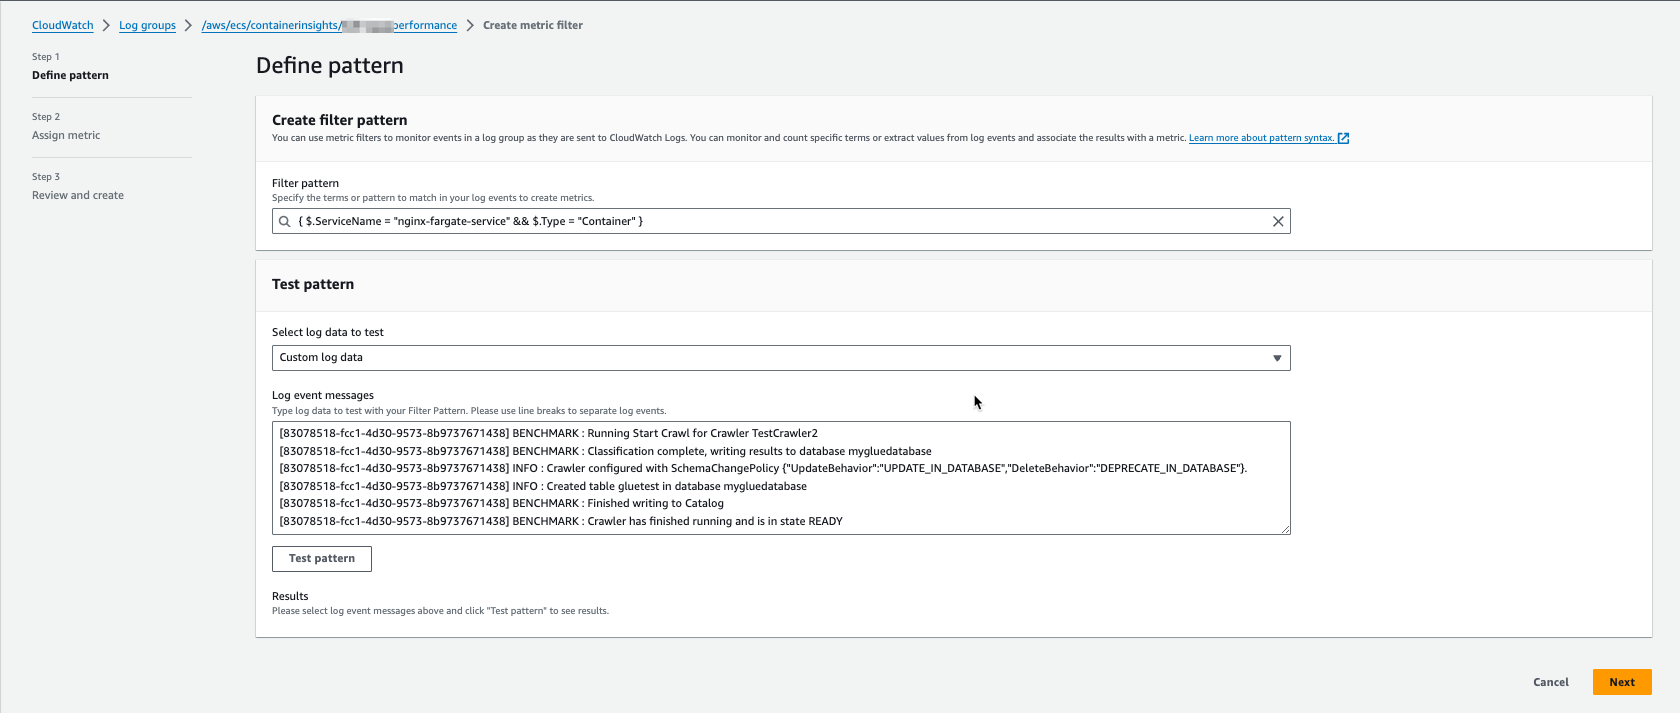 CloudWatch > Log groups > /aws/ecs/containerinsights/ performance > Create metric filter
Step 1
Define pattern
Step 2
Assign metric
Step 3
Review and create
Define pattern
Create filter pattern
You can use metric filters to monitor events in a log group as they are sent to CloudWatch Logs. You can monitor and count specific terms or extract values from log events and associate the results with a metric. Learn more about pattern syntax.
Filter pattern
Specify the terms or pattern to match in your log events to create metrics.
{ $.ServiceName = "nginx-fargate-service" && $.Type = "Container" }
Test pattern
Select log data to test
Custom log data
Log event messages
Type log data to test with your Filter Pattern. Please use line breaks to separate log events.
[83078518-fcc1-4d30-9573-8b9737671438] BENCHMARK : Running Start Crawl for Crawler TestCrawler2
[83078518-fcc1-4d30-9573-8b9737671438] BENCHMARK : Classification complete, writing results to database mygluedatabase
[83078518-fcc1-4d30-9573-8b9737671438] INFO : Crawler configured with SchemaChangePolicy {"UpdateBehavior":"UPDATE_IN_DATABASE","DeleteBehavior":"DEPRECATE_IN_DATABASE"}.
[83078518-fcc1-4d30-9573-8b9737671438] INFO : Created table gluetest in database mygluedatabase
[83078518-fcc1-4d30-9573-8b9737671438] BENCHMARK : Finished writing to Catalog
[83078518-fcc1-4d30-9573-8b9737671438] BENCHMARK : Crawler has finished running and is in state READY
Test pattern
Results
Please select log event messages above and click "Test pattern" to see results.
Cancel
Next